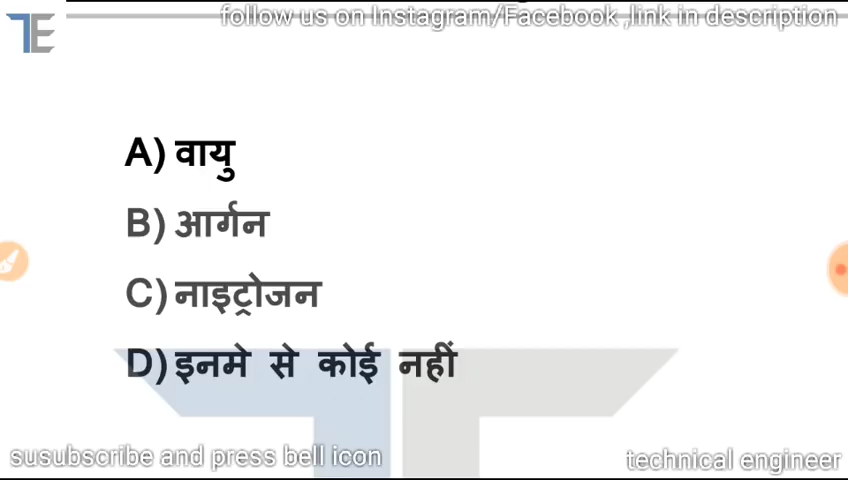 follow us on Instagram/Facebook ,link in description
TE
A) वायु
B) आर्गन
C) नाइट्रोजन
D) इनमे से कोई नहीं
susubscribe and press bell icon
technical engineer